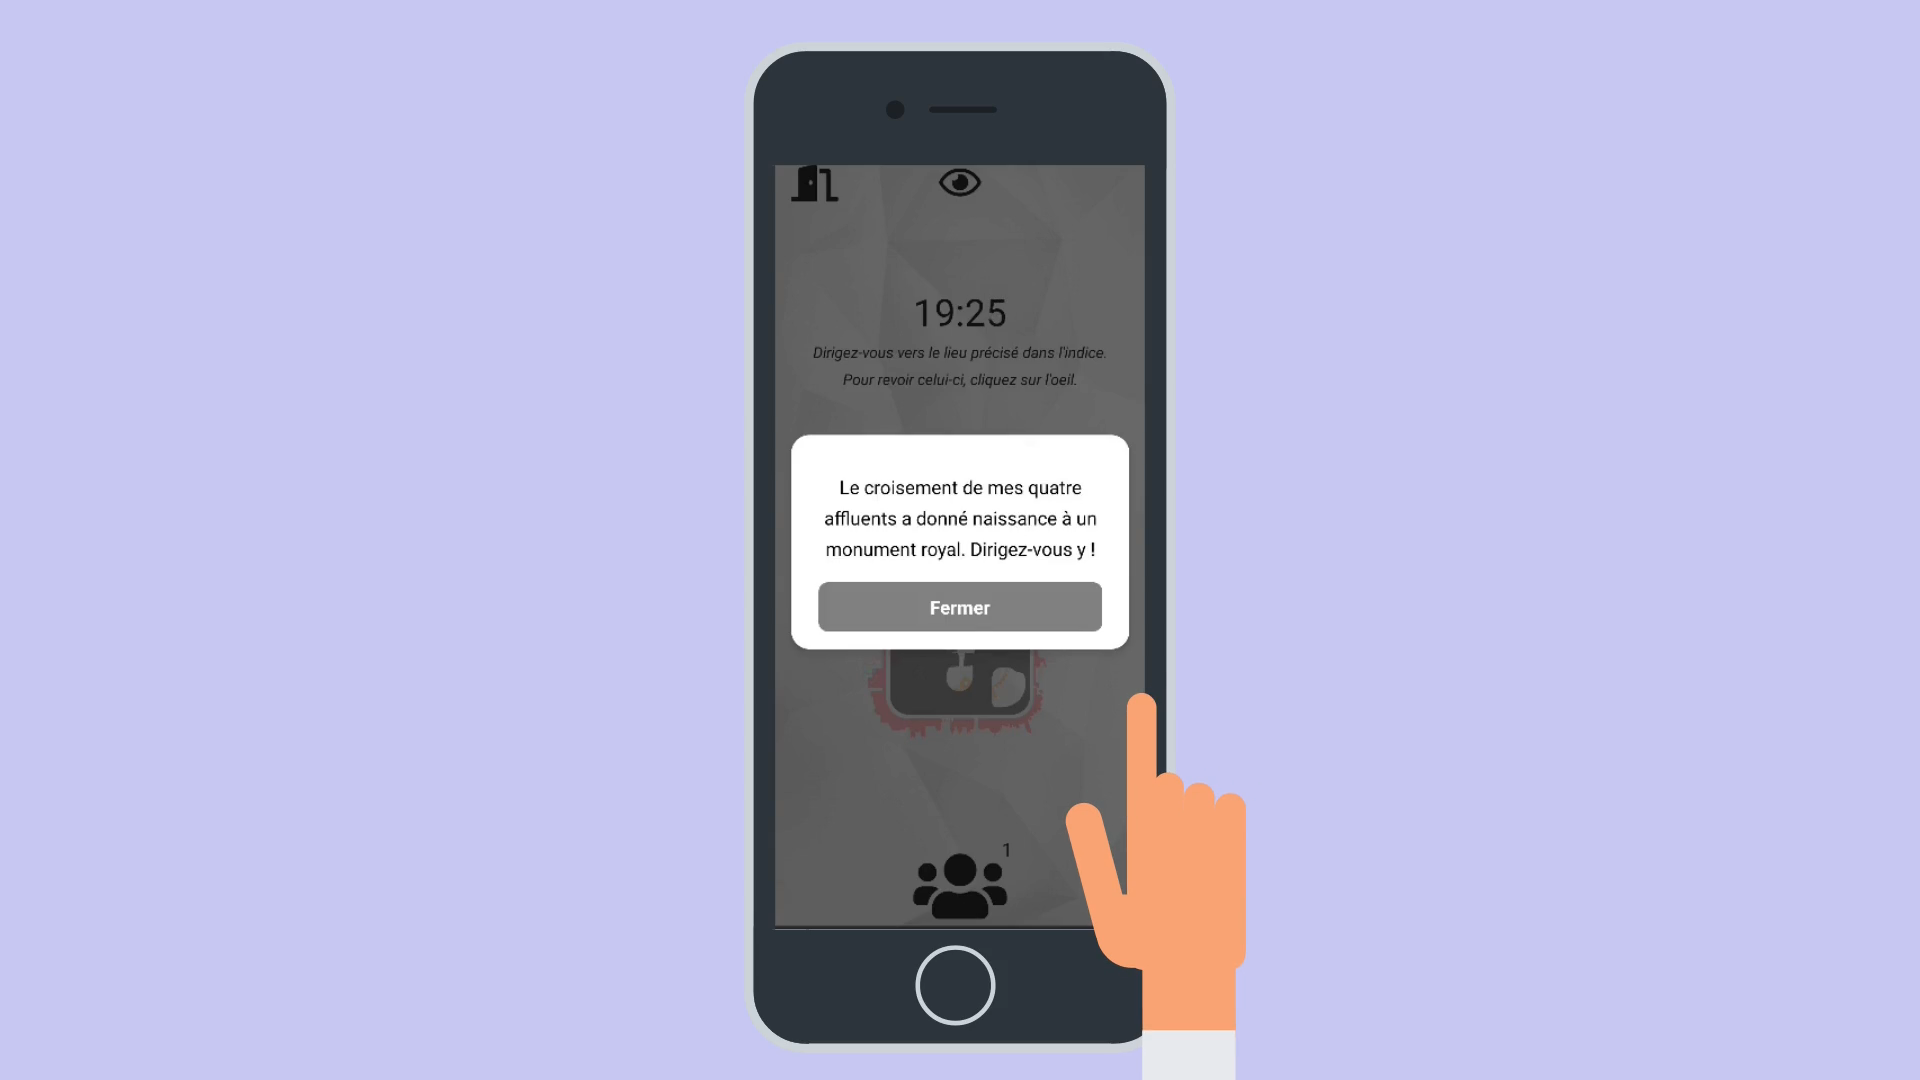 19:25
Dirigez-vous vers le lieu précisé dans l'indice.
Pour revoir celui-ci, cliquez sur l'oeil.
Le croisement de mes quatre
affluents a donné naissance à un
monument royal. Dirigez-vous y !
Fermer
1